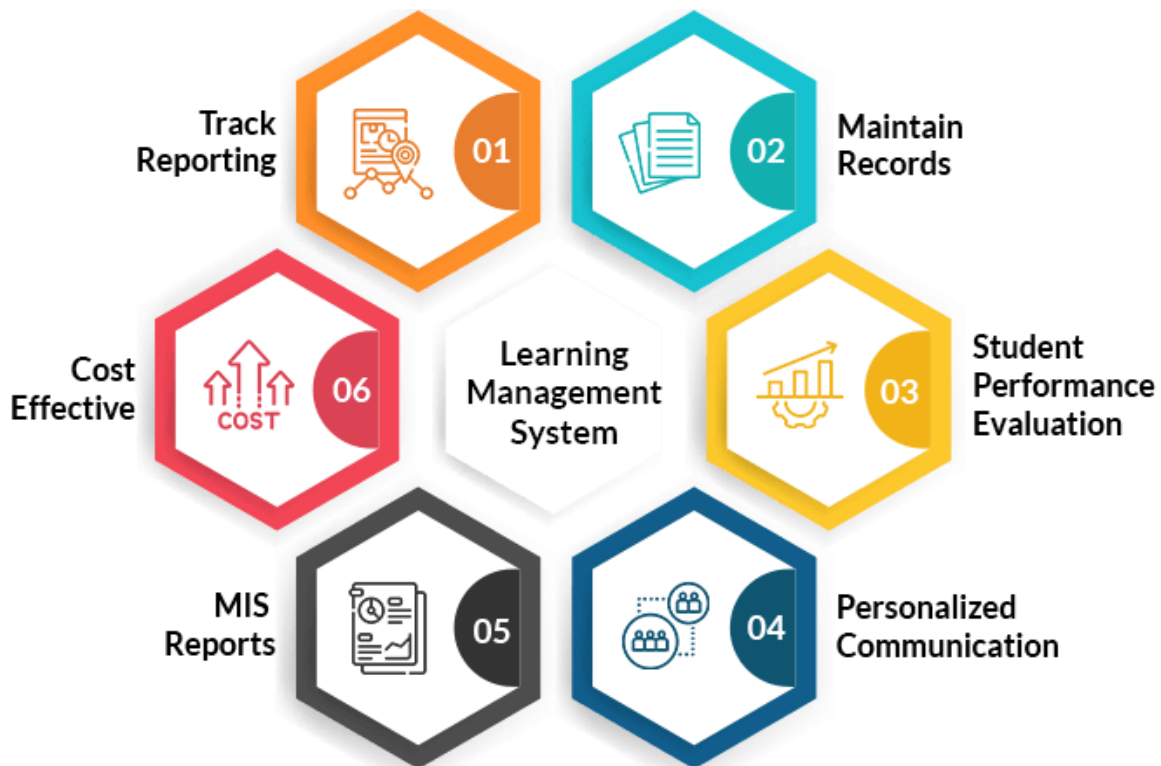 Track
Reporting
01
02
Maintain
Records
Cost
Effective
COST
06
Learning
Management
System
03
Student
Performance
Evaluation
MIS
Reports
05
04
Personalized
Communication